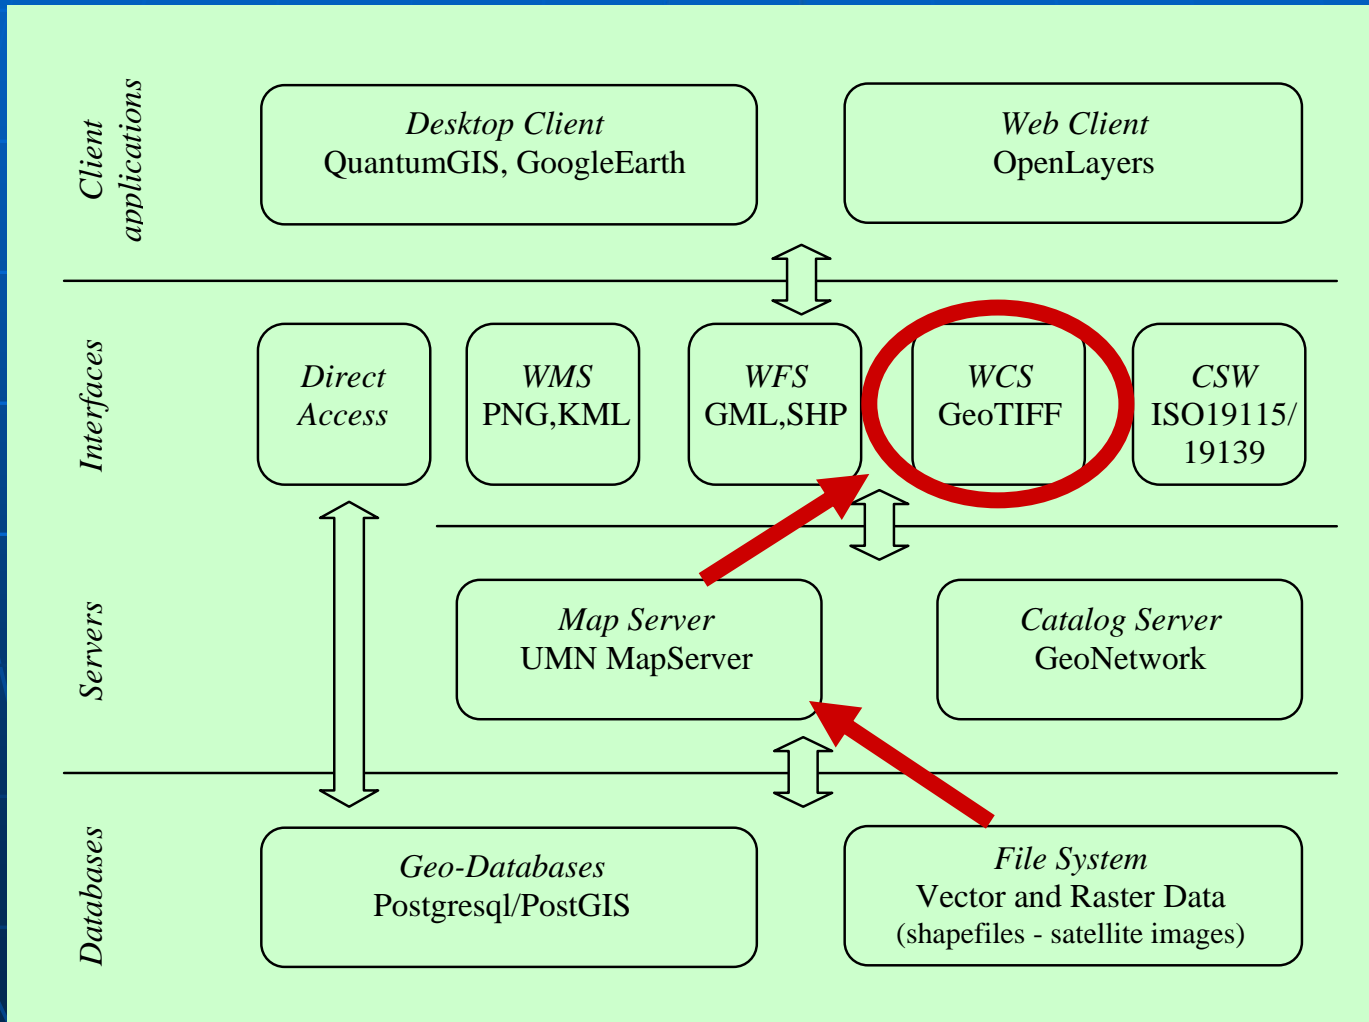 Client
applications
Desktop Client
QuantumGIS, GoogleEarth
Web Client
OpenLayers
Interfaces
Direct
Access
WMS
PNG,KML
WFS
GML,SHP
WCS
GeoTIFF
CSW
ISO19115/
19139
Servers
Map Server
UMN MapServer
Catalog Server
GeoNetwork
Databases
Geo-Databases
Postgresql/PostGIS
File System
Vector and Raster Data
(shapefiles - satellite images)